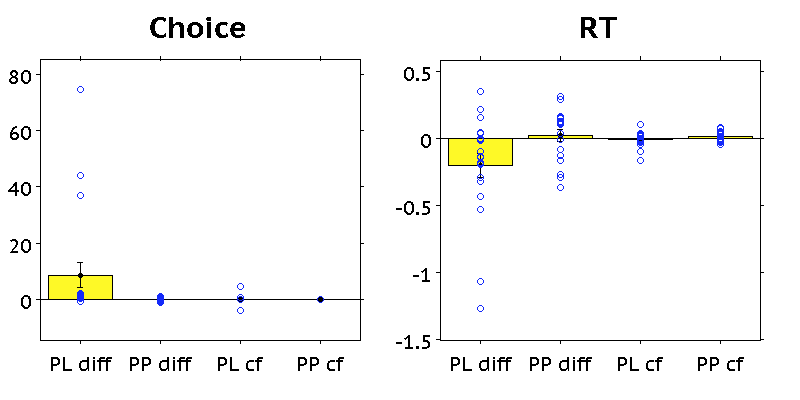 Choice
80
60
40
20
0
PL diff PP diff PL cf PP cf
RT
0.5
0
-0.5
-1
-1.5
PL diff PP diff PL cf PP cf